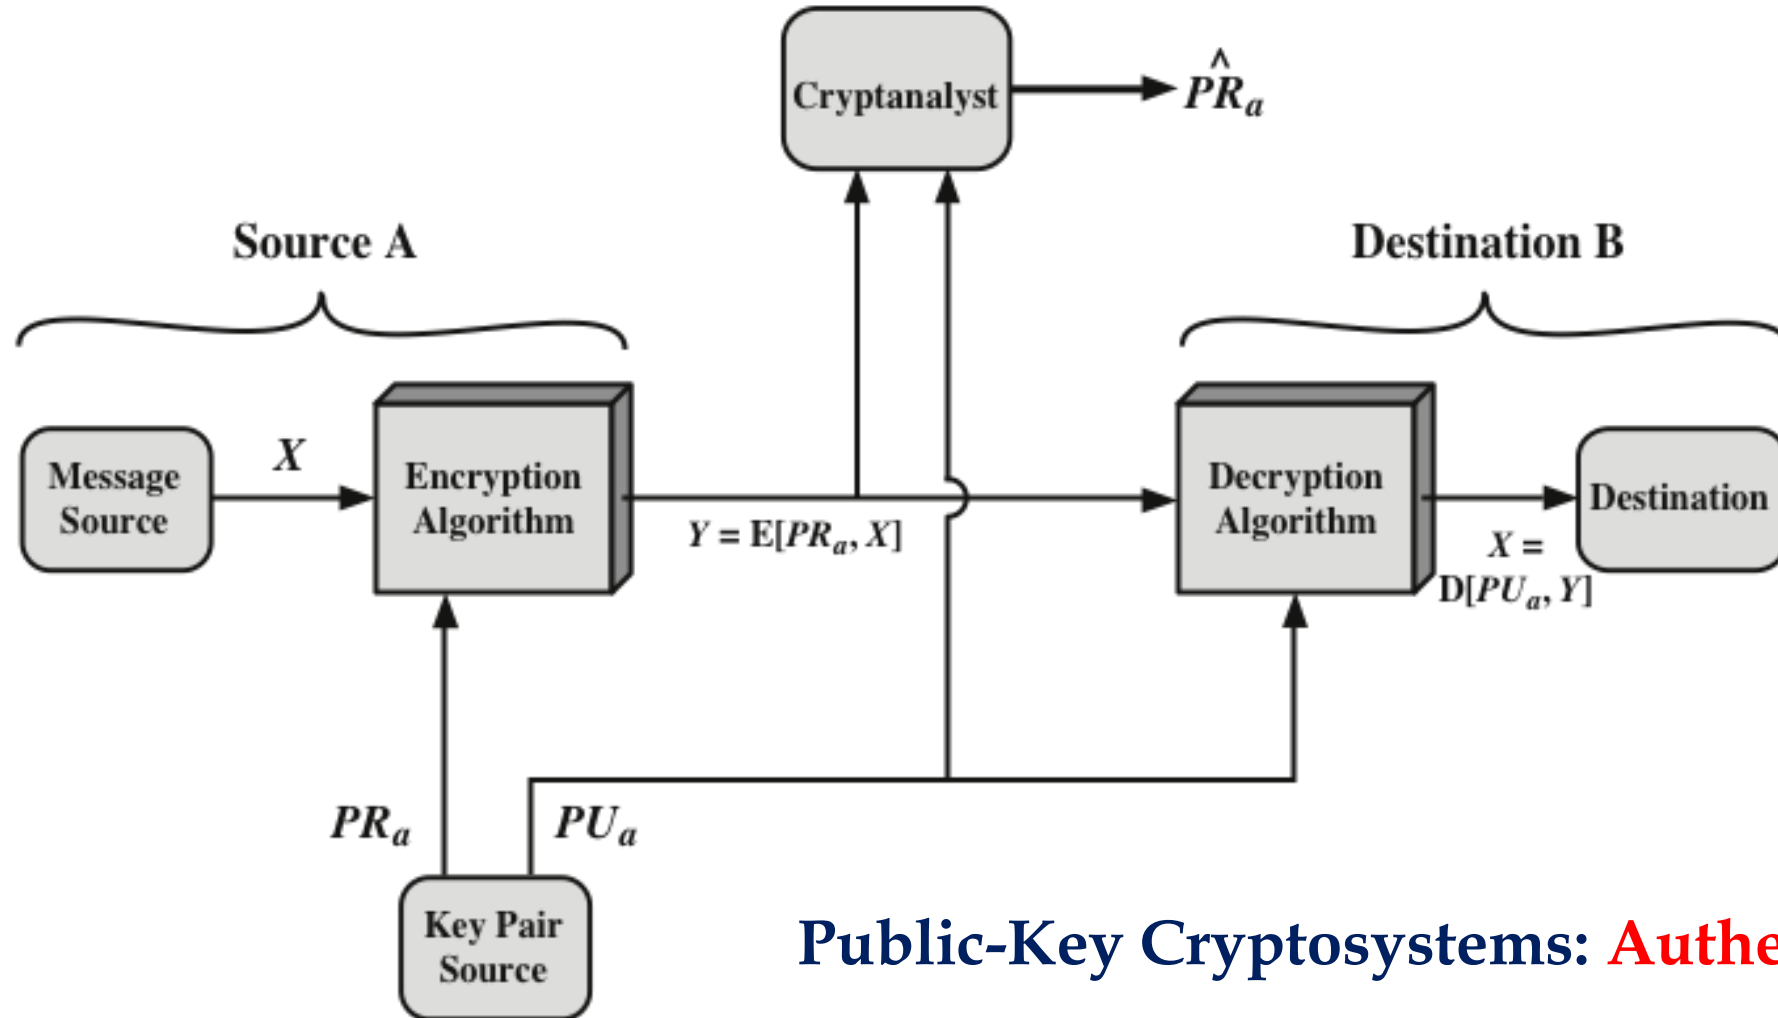 Cryptanalyst
P̂Rₐ
Source A
Destination B
Message
Source
X
Encryption
Algorithm
Y = E[PRₐ, X]
Decryption
Algorithm
X =
D[PUₐ, Y]
Destination
PRₐ
PUₐ
Key Pair
Source
Public-Key Cryptosystems: Authe